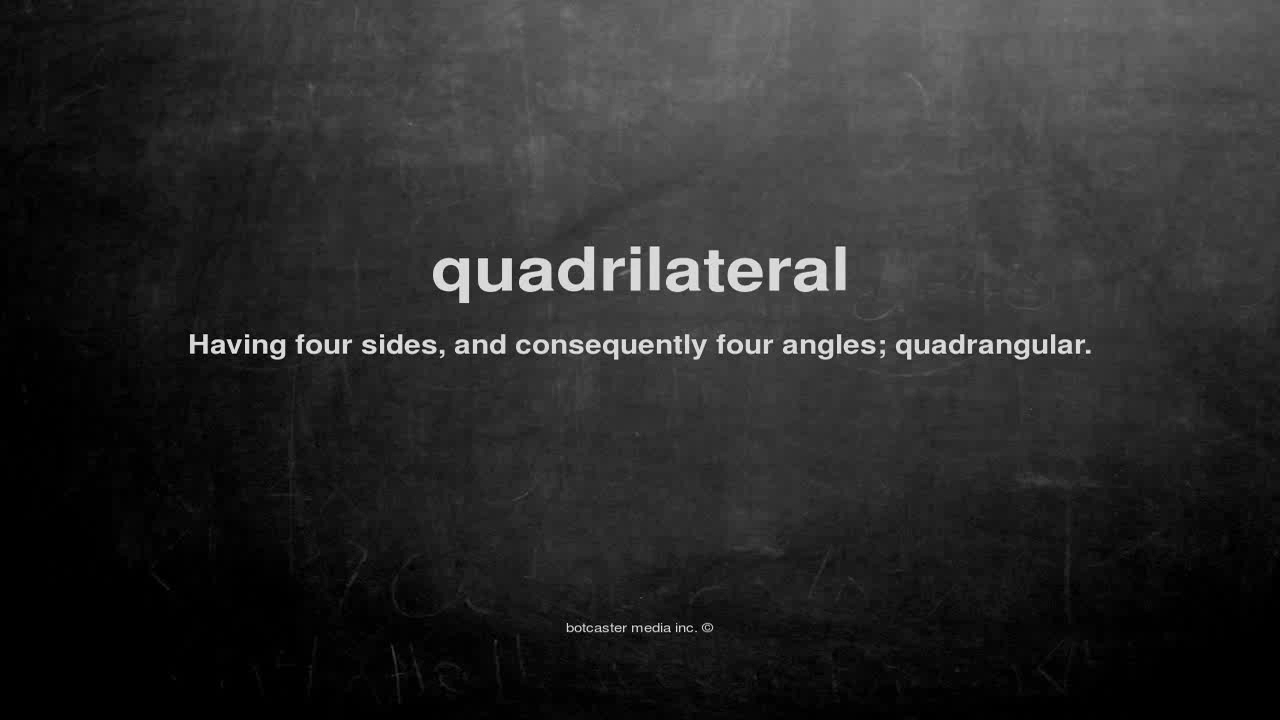 quadrilateral
Having four sides, and consequently four angles; quadrangular.
botcaster media inc. ©